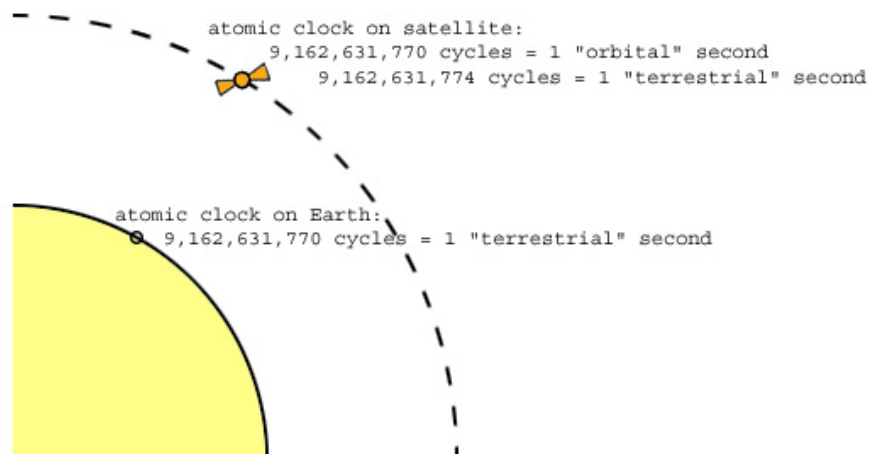 atomic clock on satellite:
9,162,631,770 cycles = 1 "orbital" second
9,162,631,774 cycles = 1 "terrestrial" second
atomic clock on Earth:
9,162,631,770 cycles = 1 "terrestrial" second